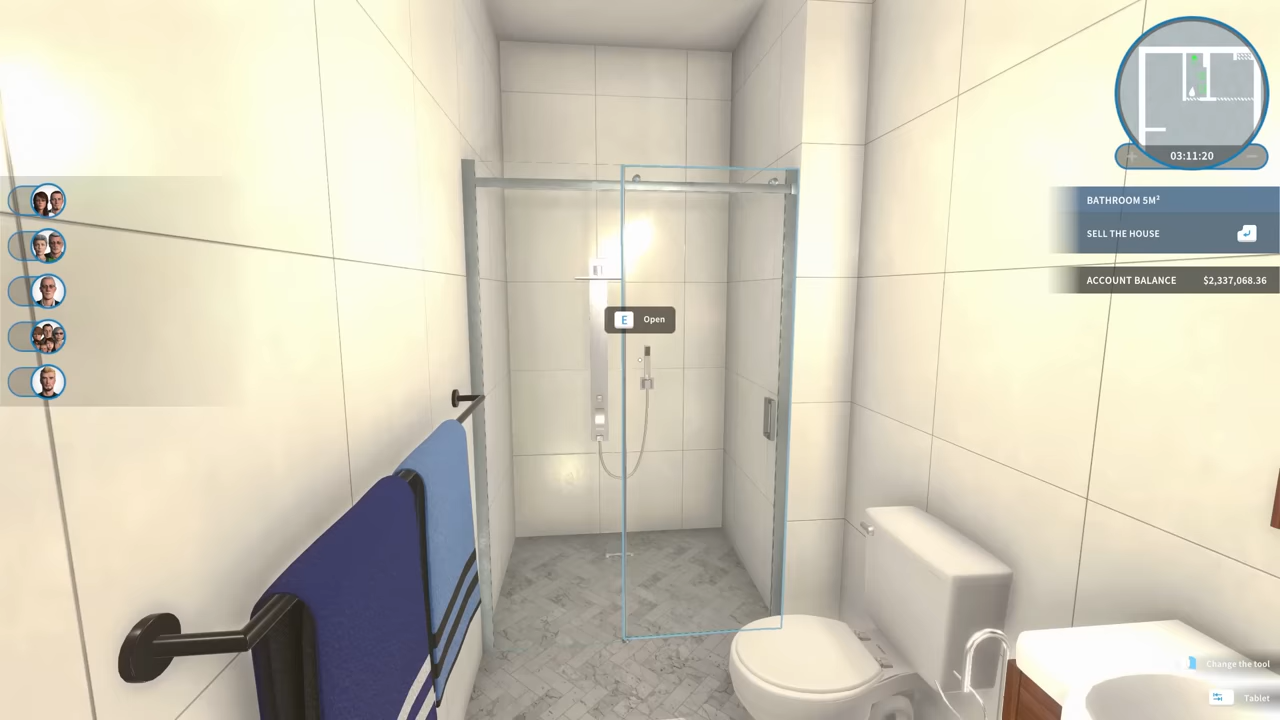 03:11:20
BATHROOM 5M²
SELL THE HOUSE
ACCOUNT BALANCE $2,337,068.36
E Open
Change the tool
Tablet